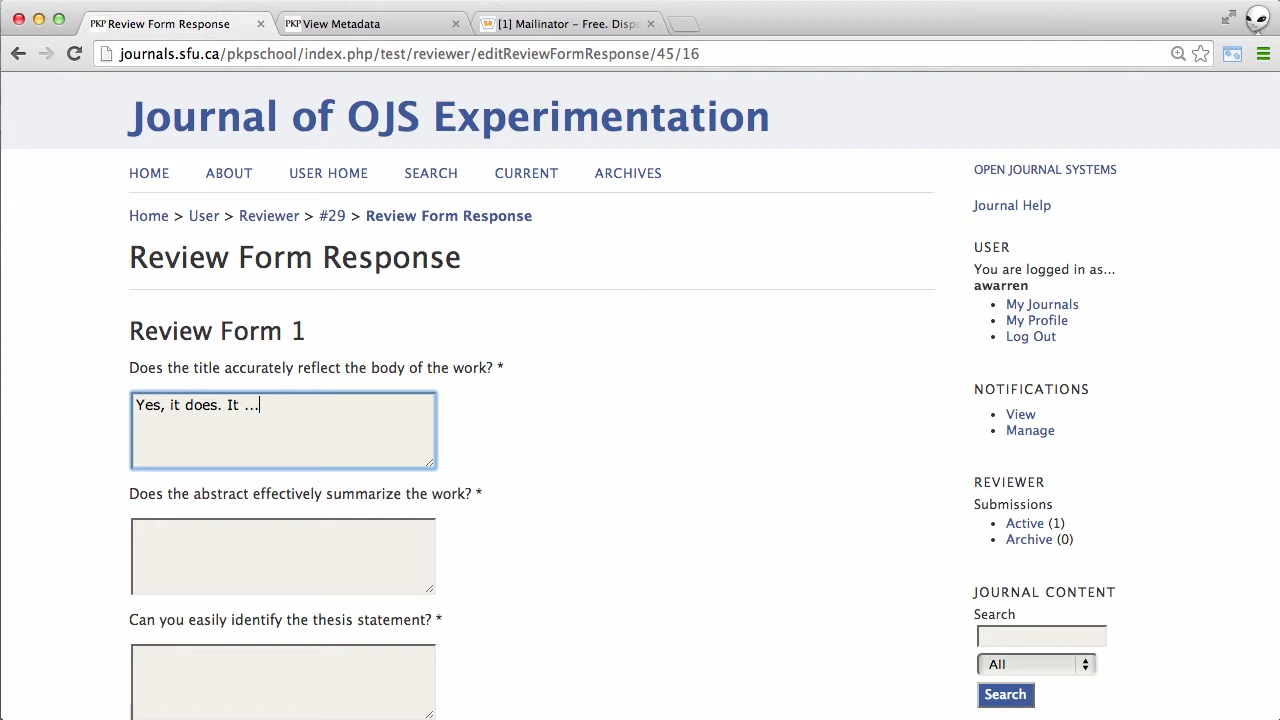 PKP Review Form Response
PKP View Metadata
[1] Mailinator – Free. Dispo
journals.sfu.ca/pkpschool/index.php/test/reviewer/editReviewFormResponse/45/16
Journal of OJS Experimentation
HOME ABOUT USER HOME SEARCH CURRENT ARCHIVES
Home > User > Reviewer > #29 > Review Form Response
Review Form Response
Review Form 1
Does the title accurately reflect the body of the work? *
Yes, it does. It ...
Does the abstract effectively summarize the work? *
Can you easily identify the thesis statement? *
OPEN JOURNAL SYSTEMS
Journal Help
USER
You are logged in as...
awarren
My Journals
My Profile
Log Out
NOTIFICATIONS
View
Manage
REVIEWER
Submissions
Active (1)
Archive (0)
JOURNAL CONTENT
Search
All
Search